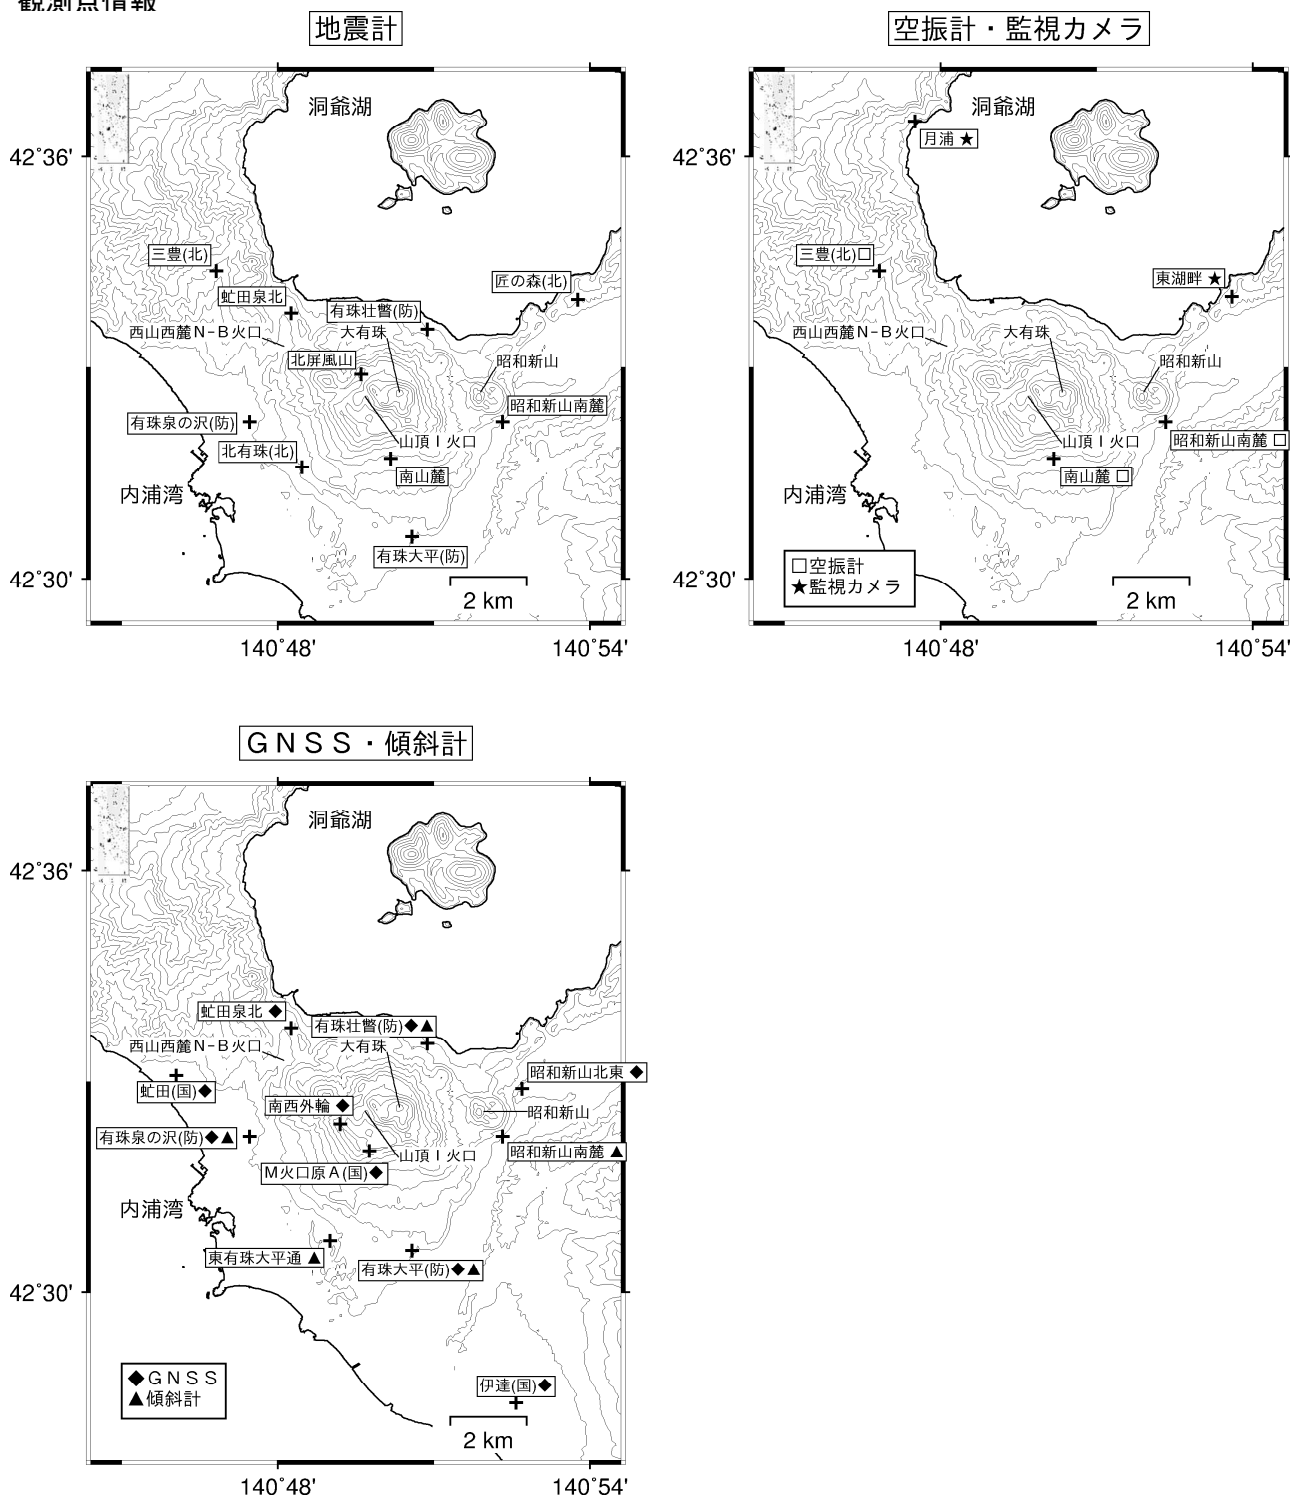 観測点情報
地震計
洞爺湖
42˚36'
三豊(北)
匠の森(北)
虻田泉北
有珠壮瞥(防)
西山西麓N−B火口
大有珠
北屏風山
昭和新山
昭和新山南麓
有珠泉の沢(防)
山頂Ｉ火口
北有珠(北)
南山麓
内浦湾
有珠大平(防)
42˚30'
2 km
140˚48'
140˚54'
空振計・監視カメラ
洞爺湖
月浦 ★
42˚36'
三豊(北)□
東湖畔 ★
西山西麓N−B火口
大有珠
昭和新山
山頂Ｉ火口
昭和新山南麓 □
南山麓 □
内浦湾
□空振計
★監視カメラ
42˚30'
2 km
140˚48'
140˚54'
ＧＮＳＳ・傾斜計
洞爺湖
42˚36'
虻田泉北 ◆
有珠壮瞥(防)◆▲
西山西麓N−B火口
大有珠
昭和新山北東 ◆
虻田(国)◆
南西外輪 ◆
昭和新山
有珠泉の沢(防)◆▲
昭和新山南麓 ▲
山頂Ｉ火口
Ｍ火口原Ａ(国)◆
内浦湾
東有珠大平通 ▲
有珠大平(防)◆▲
42˚30'
◆ＧＮＳＳ
▲傾斜計
伊達(国)◆
2 km
140˚48'
140˚54'